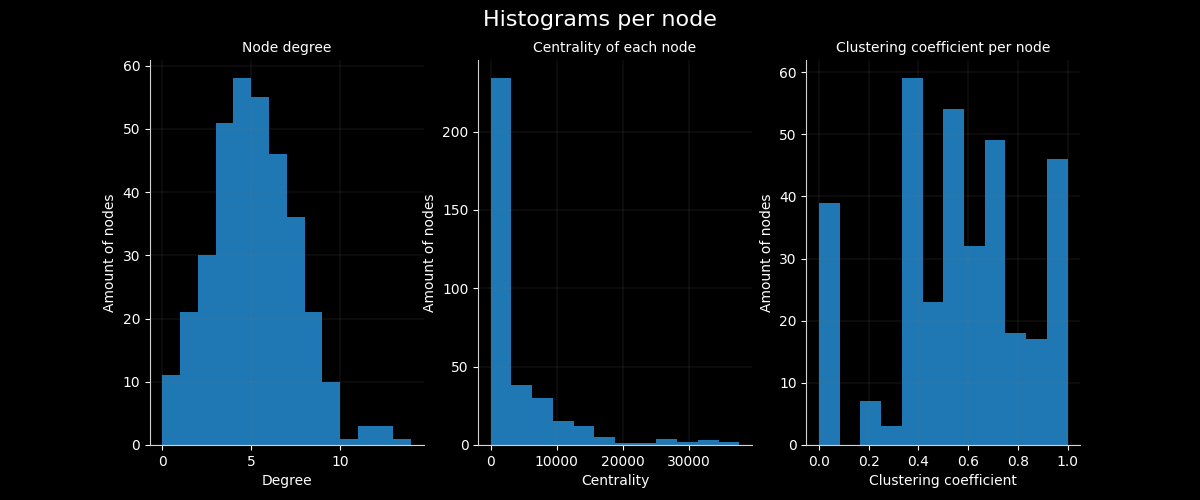 Histograms per node
Node degree
Amount of nodes
60
50
40
30
20
10
0
0 5 10
Degree
Centrality of each node
Amount of nodes
200
150
100
50
0
0 10000 20000 30000
Centrality
Clustering coefficient per node
Amount of nodes
60
50
40
30
20
10
0
0.0 0.2 0.4 0.6 0.8 1.0
Clustering coefficient